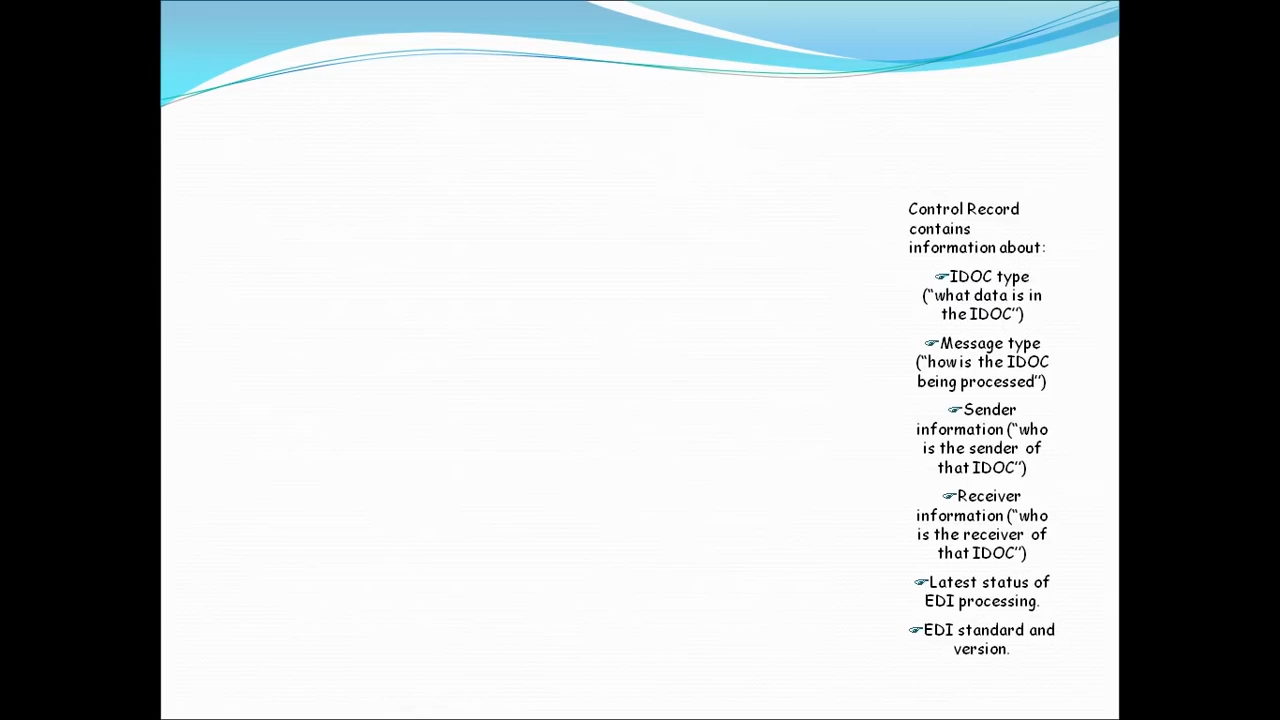 Control Record
contains
information about:
☞IDOC type
(“what data is in
the IDOC”)
☞Message type
(“how is the IDOC
being processed”)
☞Sender
information (“who
is the sender of
that IDOC”)
☞Receiver
information (“who
is the receiver of
that IDOC”)
☞Latest status of
EDI processing.
☞EDI standard and
version.